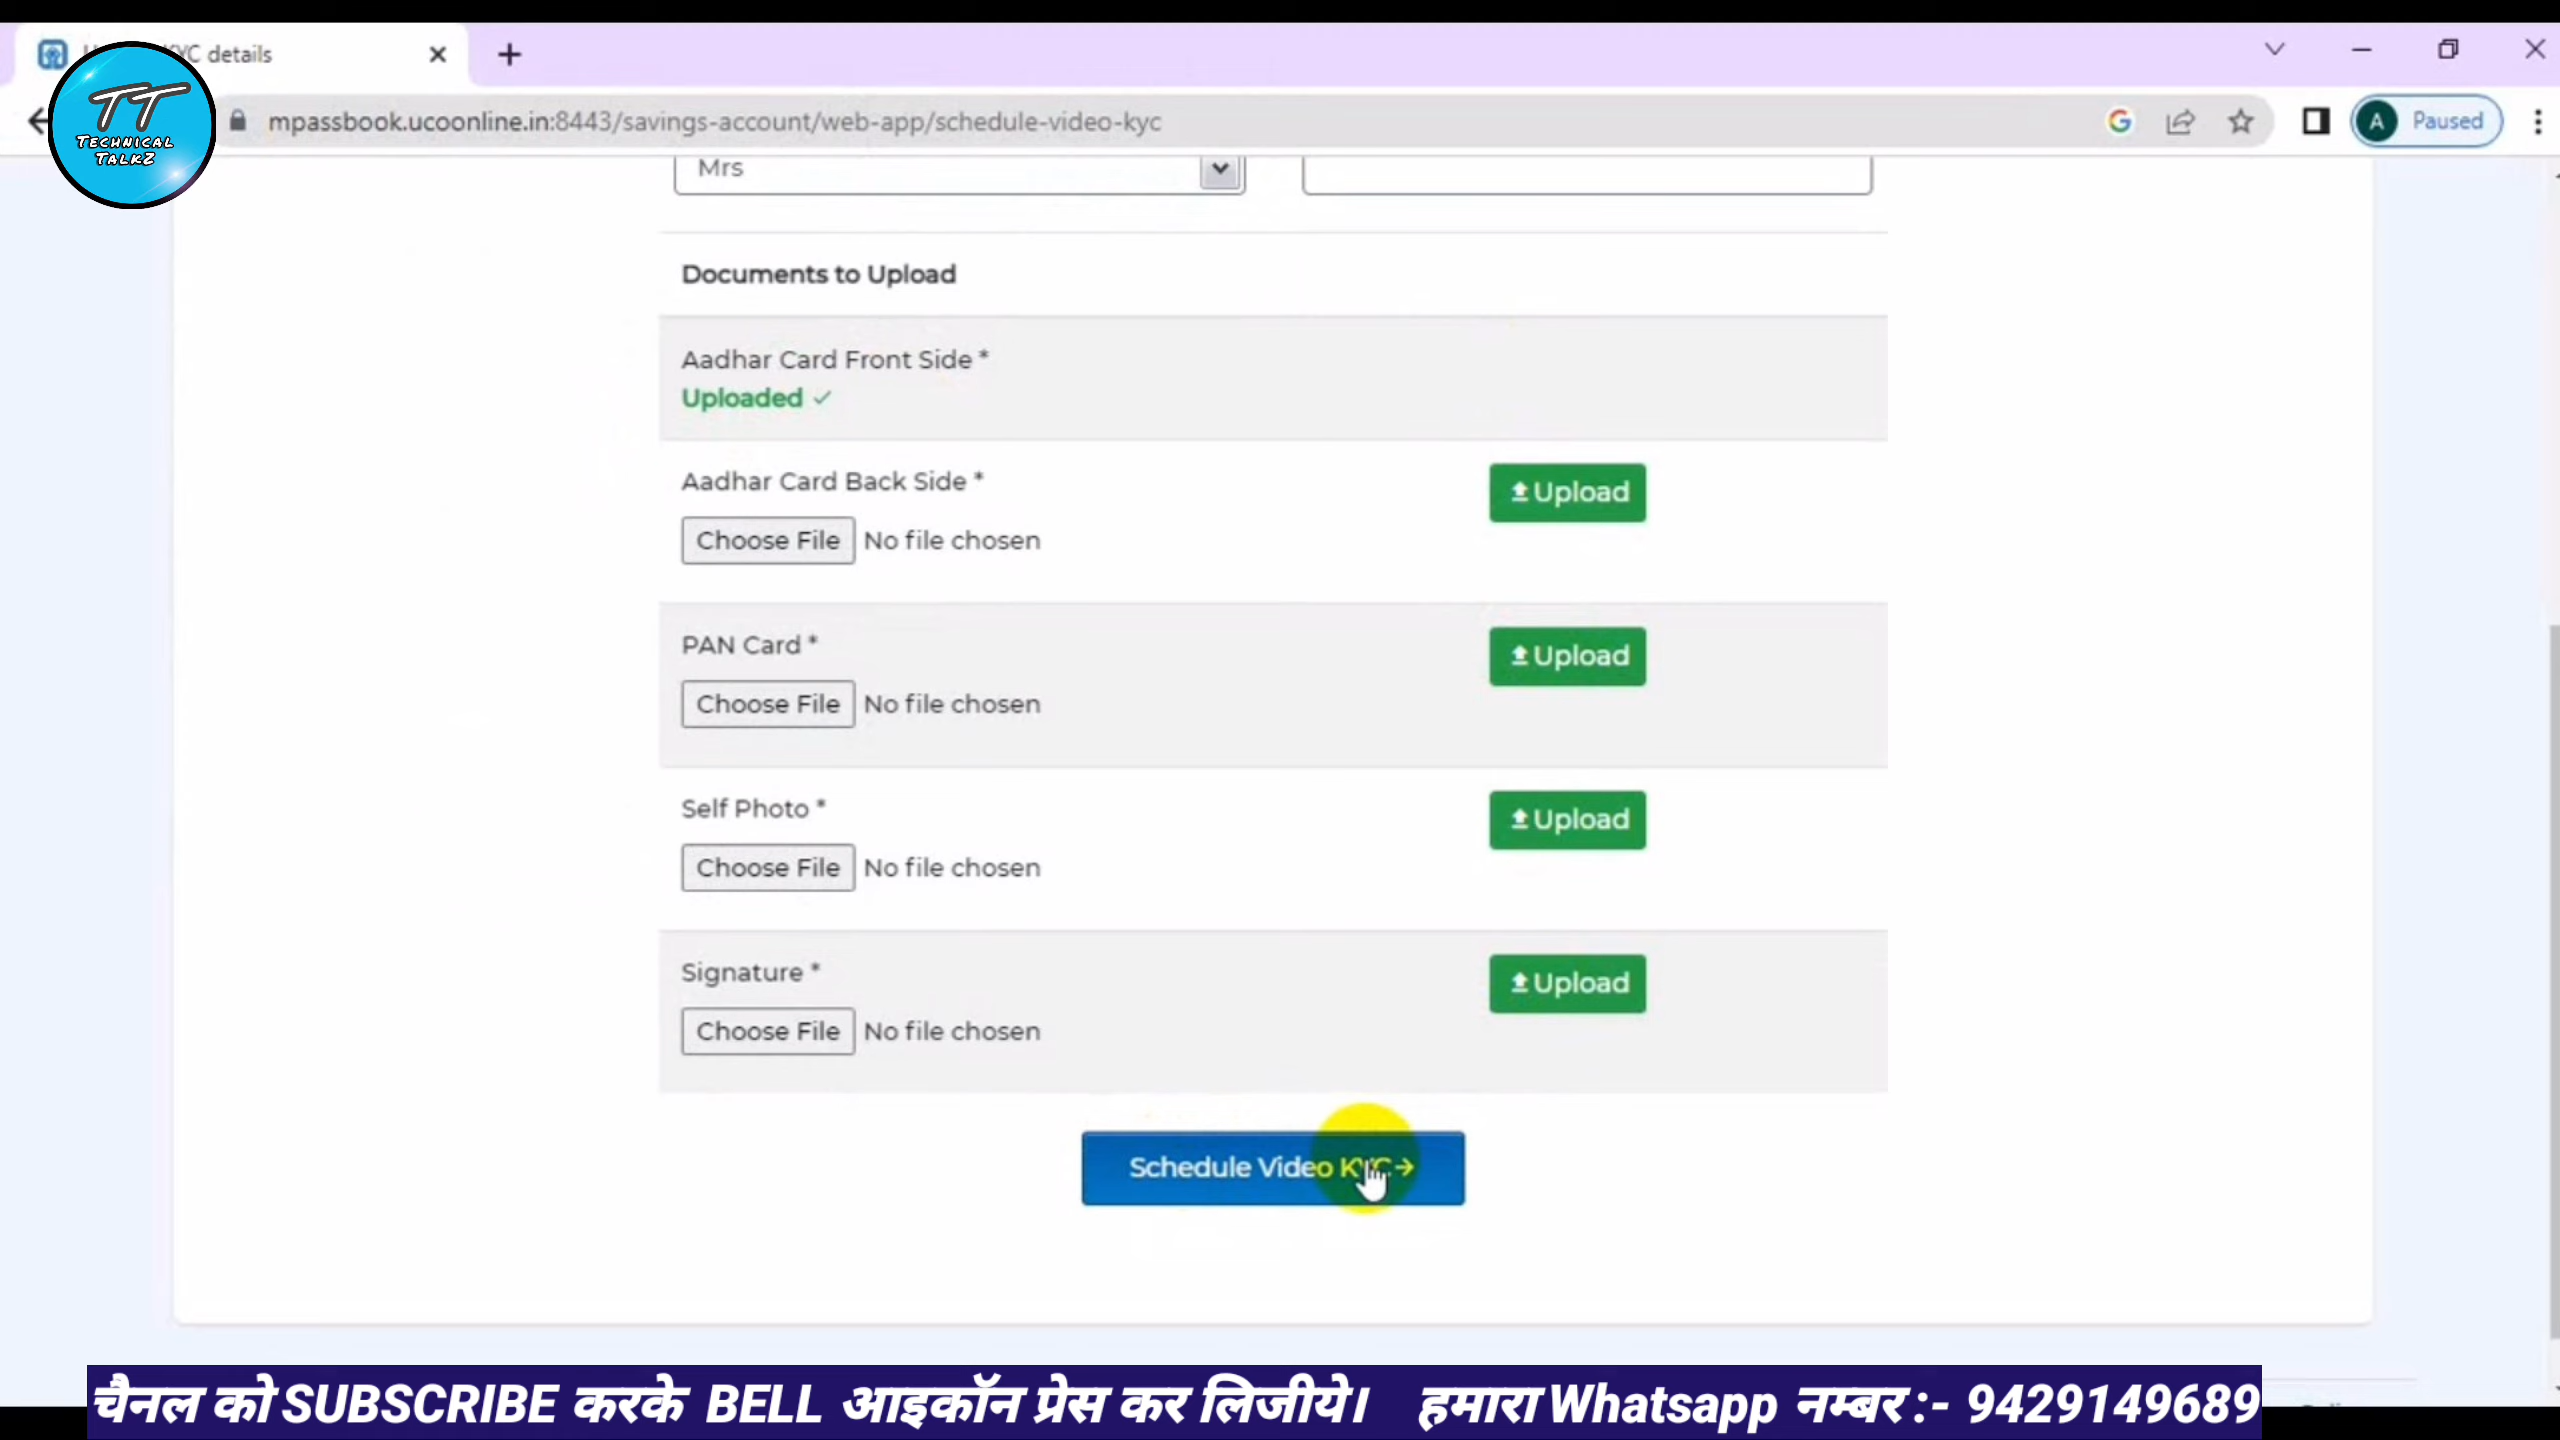 YC details
TT
TECHNICAL
TALKZ
mpassbook.ucoonline.in:8443/savings-account/web-app/schedule-video-kyc
A Paused
Mrs
Documents to Upload
Aadhar Card Front Side *
Uploaded ✓
Aadhar Card Back Side *
Upload
Choose File No file chosen
PAN Card *
Upload
Choose File No file chosen
Self Photo *
Upload
Choose File No file chosen
Signature *
Upload
Choose File No file chosen
Schedule Video KYC →
चैनल को SUBSCRIBE करके BELL आइकॉन प्रेस कर लिजीये। हमारा Whatsapp नम्बर :- 9429149689